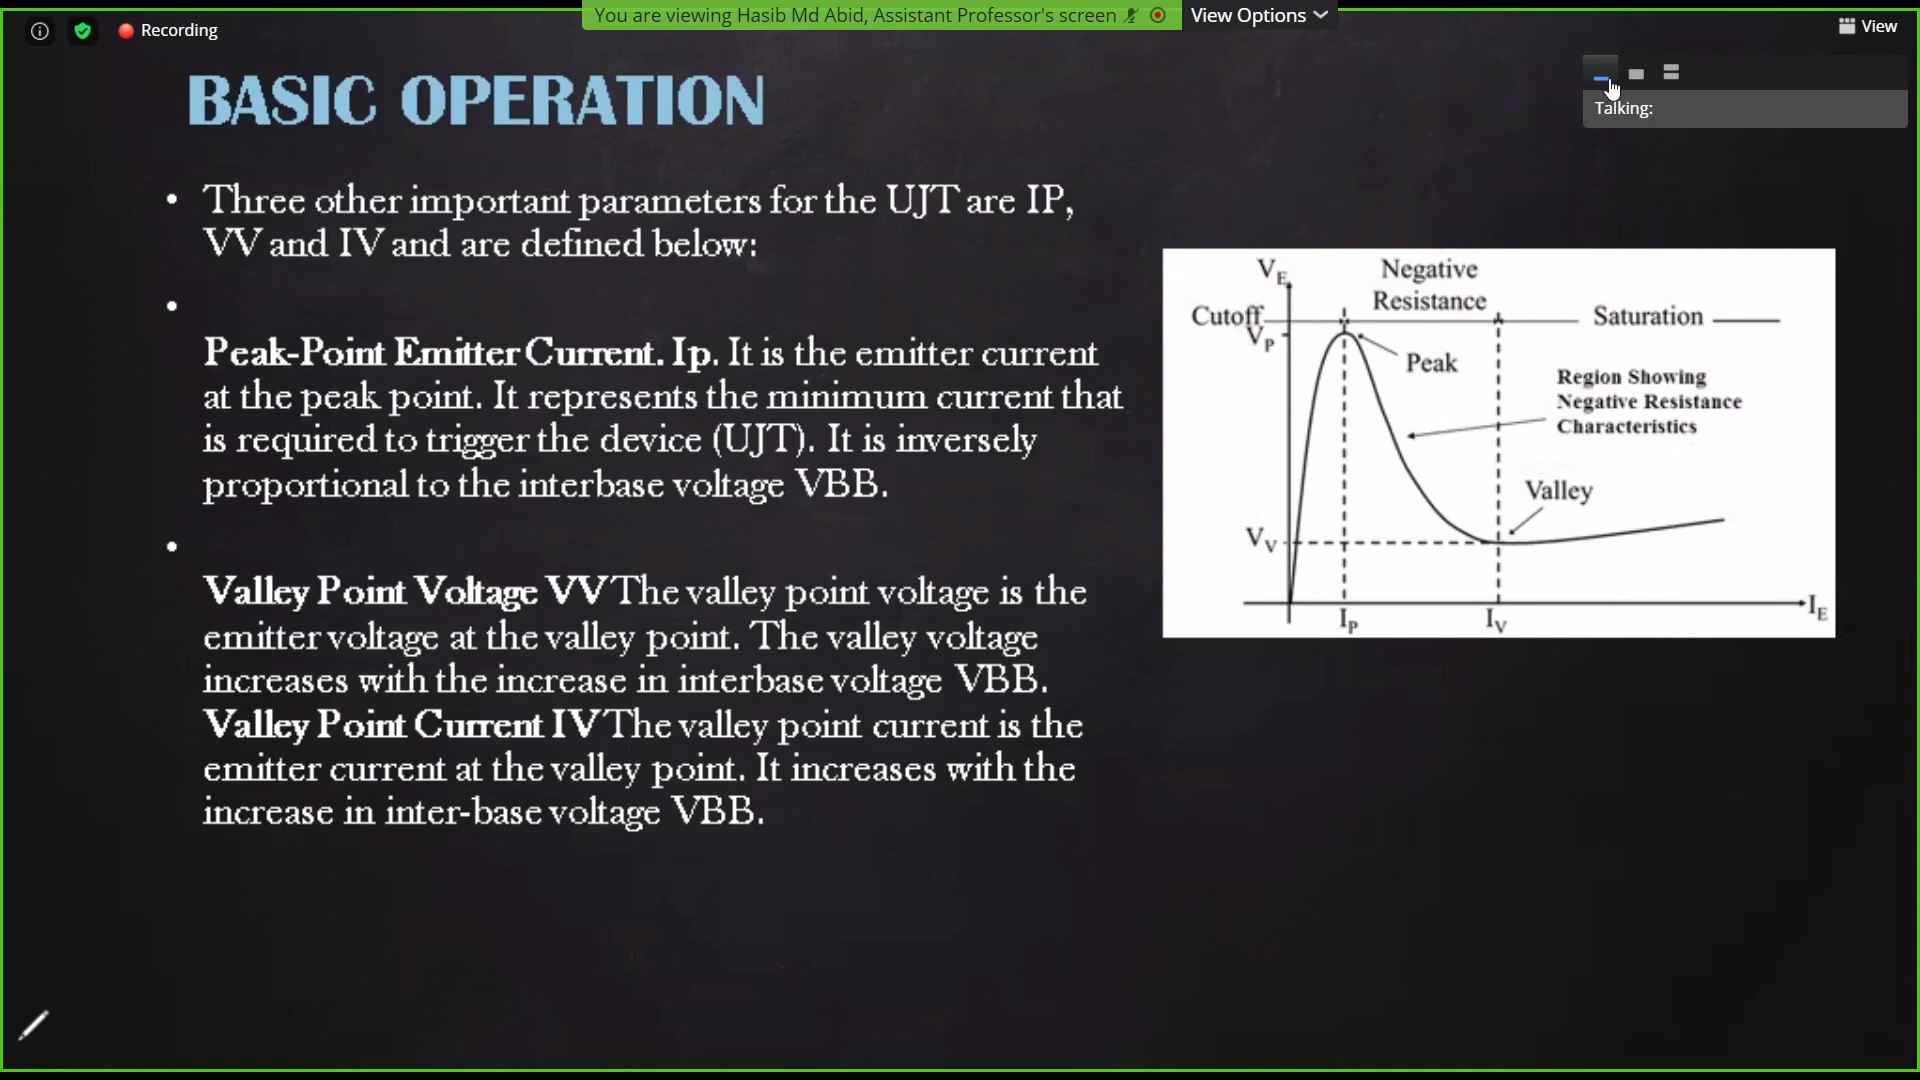 You are viewing Hasib Md Abid, Assistant Professor's screen
View Options
Recording
View
Talking:
BASIC OPERATION
• Three other important parameters for the UJT are IP,
VV and IV and are defined below:
•
Peak-Point Emitter Current. Ip. It is the emitter current
at the peak point. It represents the minimum current that
is required to trigger the device (UJT). It is inversely
proportional to the interbase voltage VBB.
•
Valley Point Voltage VV The valley point voltage is the
emitter voltage at the valley point. The valley voltage
increases with the increase in interbase voltage VBB.
Valley Point Current IV The valley point current is the
emitter current at the valley point. It increases with the
increase in inter-base voltage VBB.
VE
Negative
Resistance
Cutoff
Saturation
VP
Peak
Region Showing
Negative Resistance
Characteristics
Valley
VV
IP
IV
IE